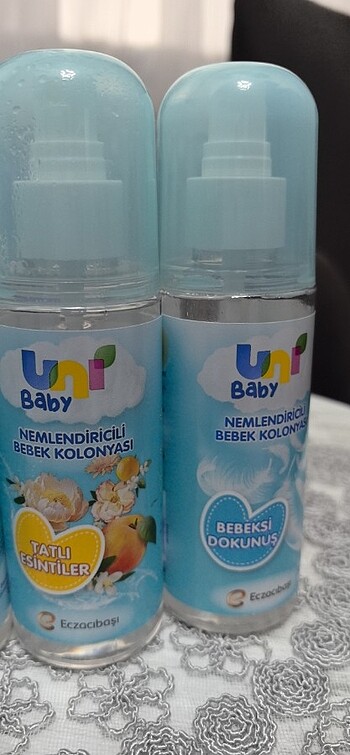 uni
Baby
NEMLENDİRİCİLİ
BEBEK KOLONYASI
TATLI
ESİNTİLER
Eczacıbaşı
uni
Baby
NEMLENDİRİCİLİ
BEBEK KOLONYASI
BEBEKSİ
DOKUNUŞ
Eczacıbaşı